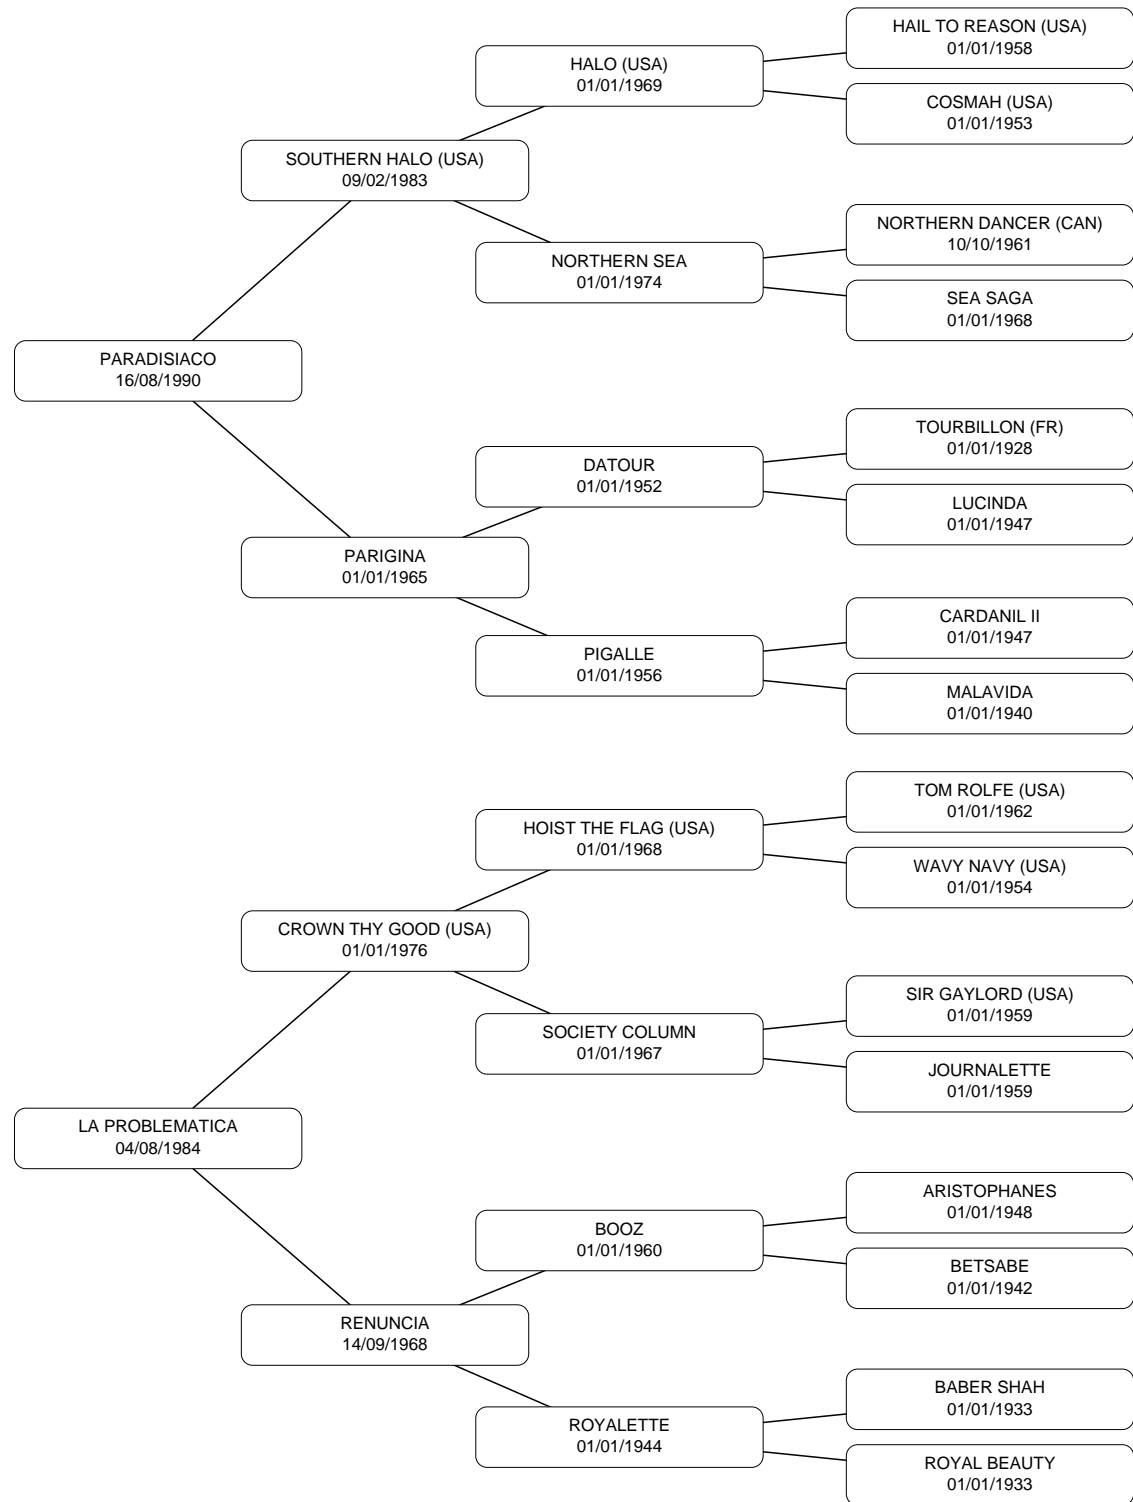 HAIL TO REASON (USA)
01/01/1958
HALO (USA)
01/01/1969
COSMAH (USA)
01/01/1953
SOUTHERN HALO (USA)
09/02/1983
NORTHERN DANCER (CAN)
10/10/1961
NORTHERN SEA
01/01/1974
SEA SAGA
01/01/1968
PARADISIACO
16/08/1990
TOURBILLON (FR)
01/01/1928
DATOUR
01/01/1952
LUCINDA
01/01/1947
PARIGINA
01/01/1965
CARDANIL II
01/01/1947
PIGALLE
01/01/1956
MALAVIDA
01/01/1940
TOM ROLFE (USA)
01/01/1962
HOIST THE FLAG (USA)
01/01/1968
WAVY NAVY (USA)
01/01/1954
CROWN THY GOOD (USA)
01/01/1976
SIR GAYLORD (USA)
01/01/1959
SOCIETY COLUMN
01/01/1967
JOURNALETTE
01/01/1959
LA PROBLEMATICA
04/08/1984
ARISTOPHANES
01/01/1948
BOOZ
01/01/1960
BETSABE
01/01/1942
RENUNCIA
14/09/1968
BABER SHAH
01/01/1933
ROYALETTE
01/01/1944
ROYAL BEAUTY
01/01/1933